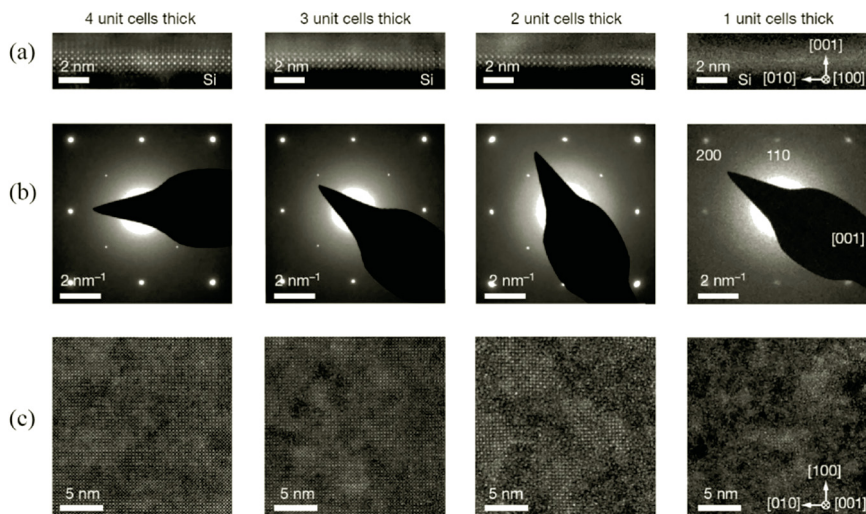 4 unit cells thick
3 unit cells thick
2 unit cells thick
1 unit cells thick
(a)
2 nm
Si
2 nm
Si
2 nm
Si
2 nm
Si
[001]
[010]
[100]
(b)
2 nm⁻¹
2 nm⁻¹
2 nm⁻¹
200
110
[001]
2 nm⁻¹
(c)
5 nm
5 nm
5 nm
5 nm
[100]
[010]
[001]